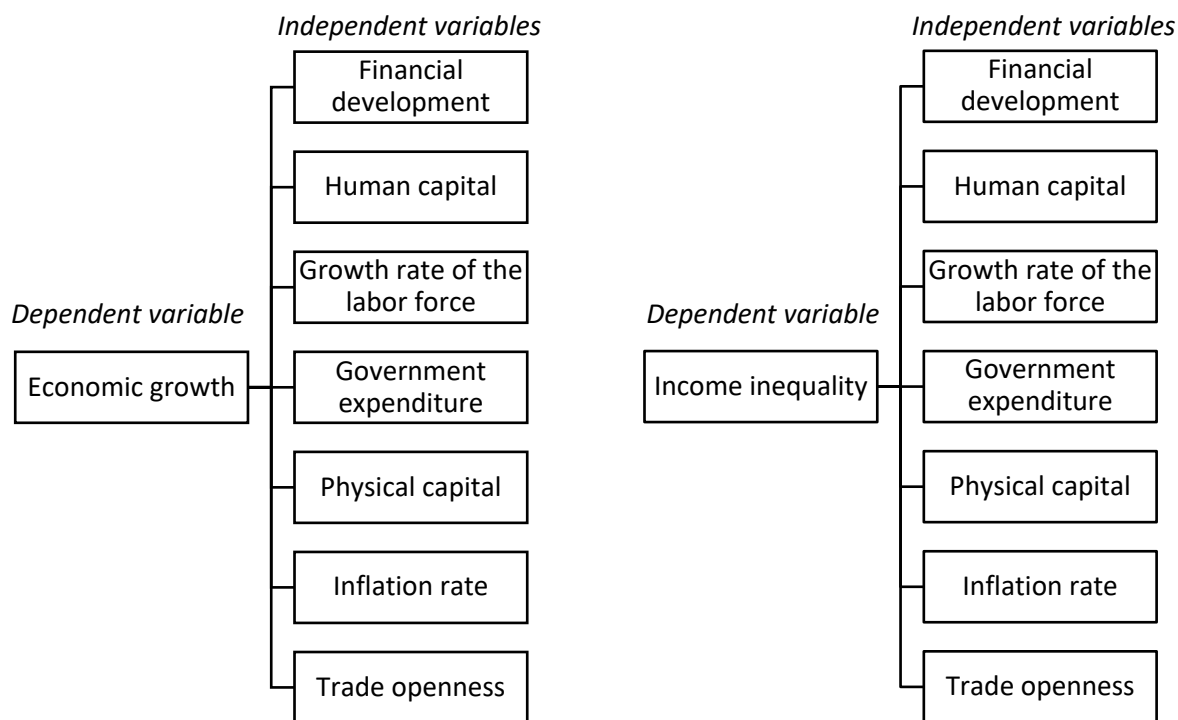 Independent variables
Financial
development
Human capital
Growth rate of the
labor force
Dependent variable
Economic growth
Government
expenditure
Physical capital
Inflation rate
Trade openness
Independent variables
Financial
development
Human capital
Growth rate of the
labor force
Dependent variable
Income inequality
Government
expenditure
Physical capital
Inflation rate
Trade openness